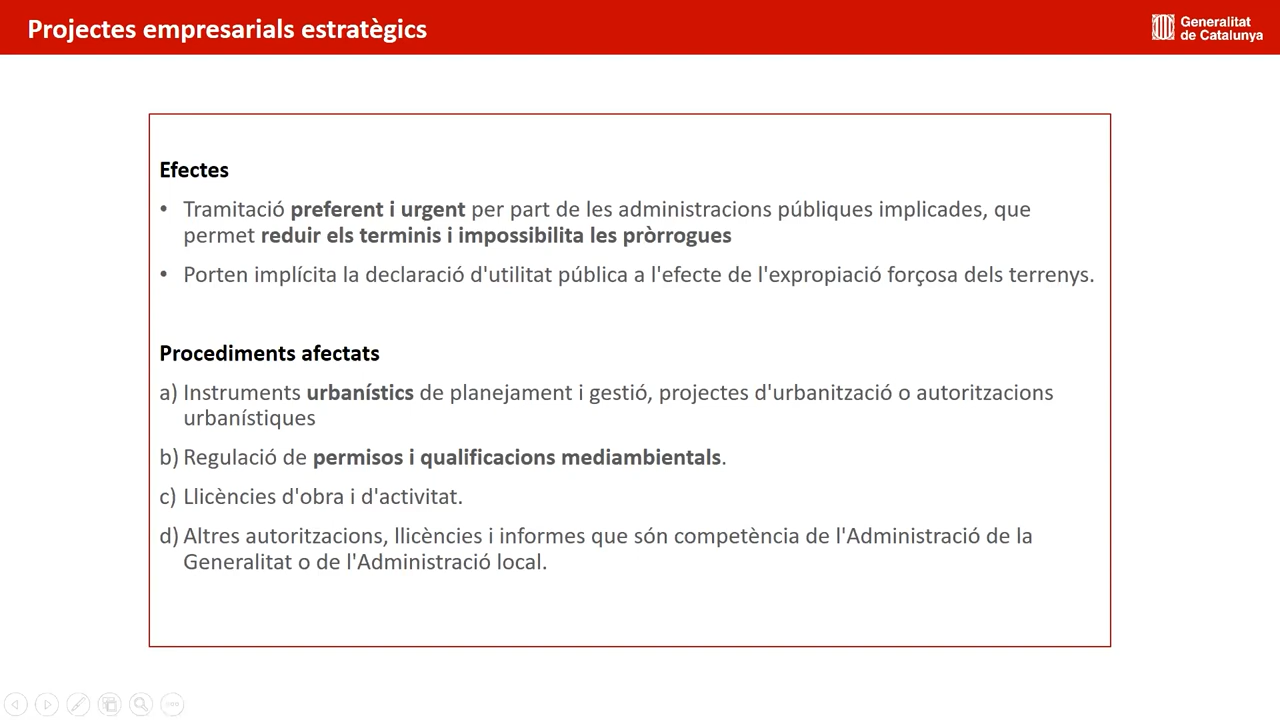 Projectes empresarials estratègics
Generalitat
de Catalunya
Efectes
• Tramitació preferent i urgent per part de les administracions públiques implicades, que
permet reduir els terminis i impossibilita les pròrrogues
• Porten implícita la declaració d'utilitat pública a l'efecte de l'expropiació forçosa dels terrenys.
Procediments afectats
a) Instruments urbanístics de planejament i gestió, projectes d'urbanització o autoritzacions
urbanístiques
b) Regulació de permisos i qualificacions mediambientals.
c) Llicències d'obra i d'activitat.
d) Altres autoritzacions, llicències i informes que són competència de l'Administració de la
Generalitat o de l'Administració local.